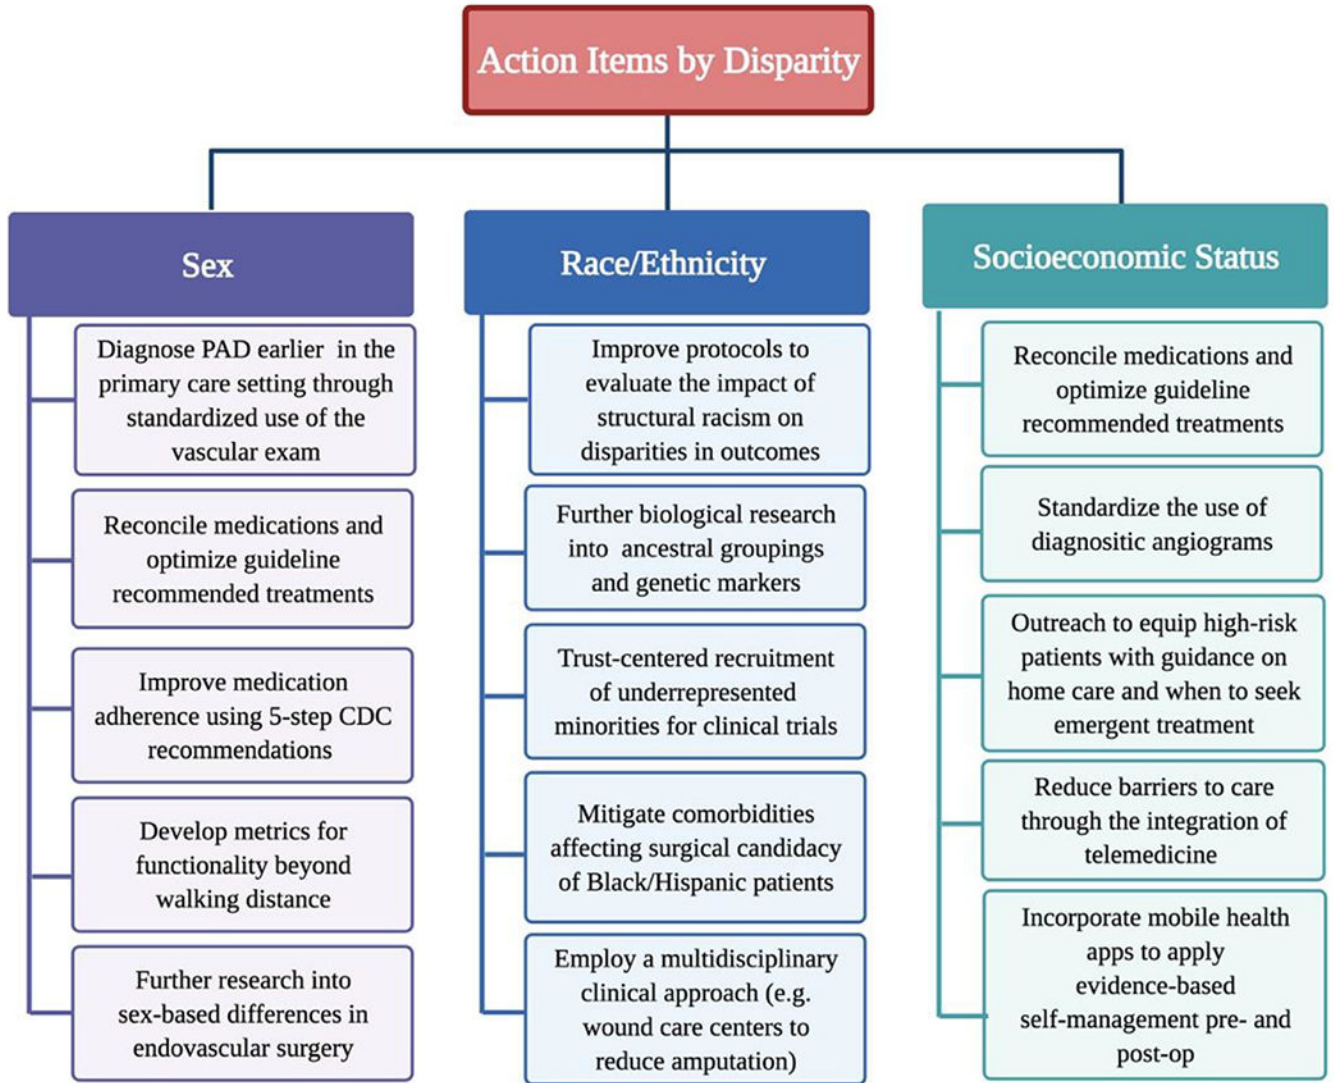 Action Items by Disparity
Sex
Diagnose PAD earlier in the
primary care setting through
standardized use of the
vascular exam
Reconcile medications and
optimize guideline
recommended treatments
Improve medication
adherence using 5-step CDC
recommendations
Develop metrics for
functionality beyond
walking distance
Further research into
sex-based differences in
endovascular surgery
Race/Ethnicity
Improve protocols to
evaluate the impact of
structural racism on
disparities in outcomes
Further biological research
into ancestral groupings
and genetic markers
Trust-centered recruitment
of underrepresented
minorities for clinical trials
Mitigate comorbidities
affecting surgical candidacy
of Black/Hispanic patients
Employ a multidisciplinary
clinical approach (e.g.
wound care centers to
reduce amputation)
Socioeconomic Status
Reconcile medications and
optimize guideline
recommended treatments
Standardize the use of
diagnositic angiograms
Outreach to equip high-risk
patients with guidance on
home care and when to seek
emergent treatment
Reduce barriers to care
through the integration of
telemedicine
Incorporate mobile health
apps to apply
evidence-based
self-management pre- and
post-op